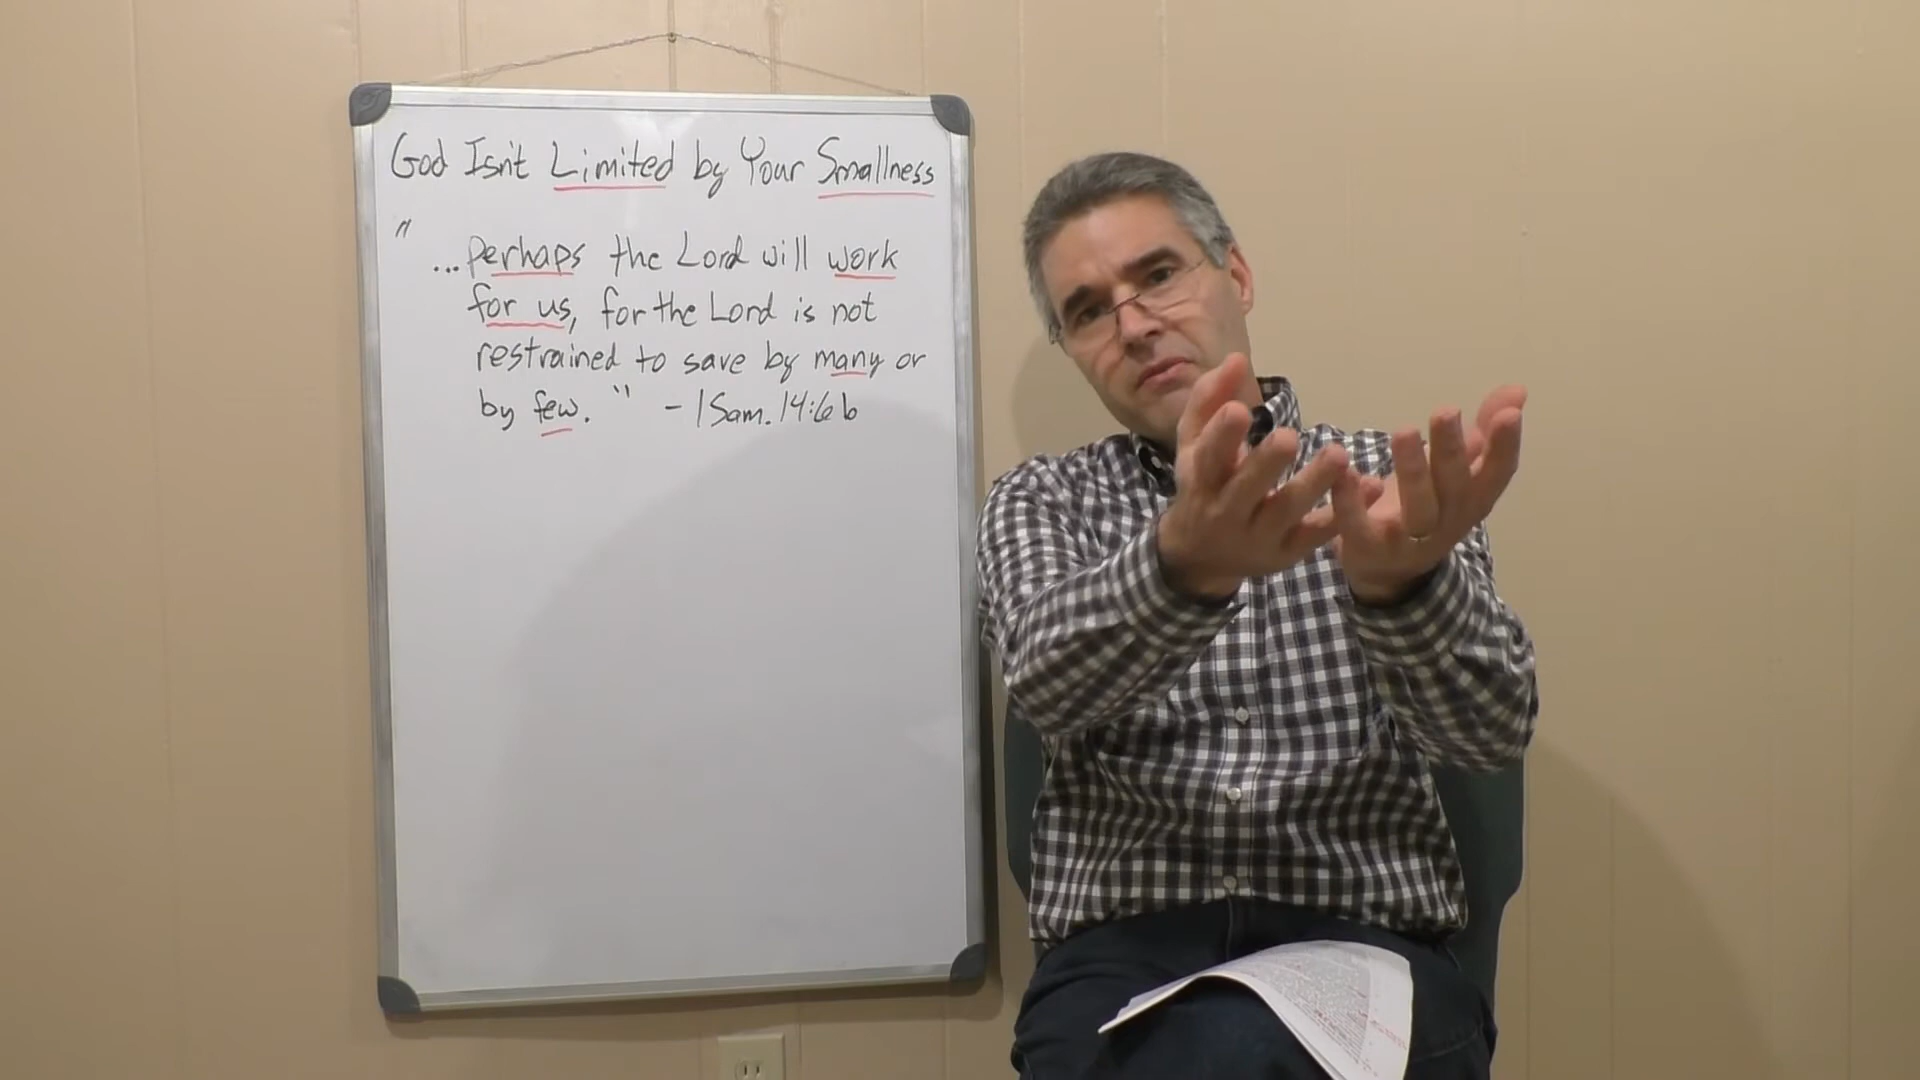 God Isn't Limited by Your Smallness
"
...perhaps the Lord will work
for us, for the Lord is not
restrained to save by many or
by few." - 1 Sam. 14:6b